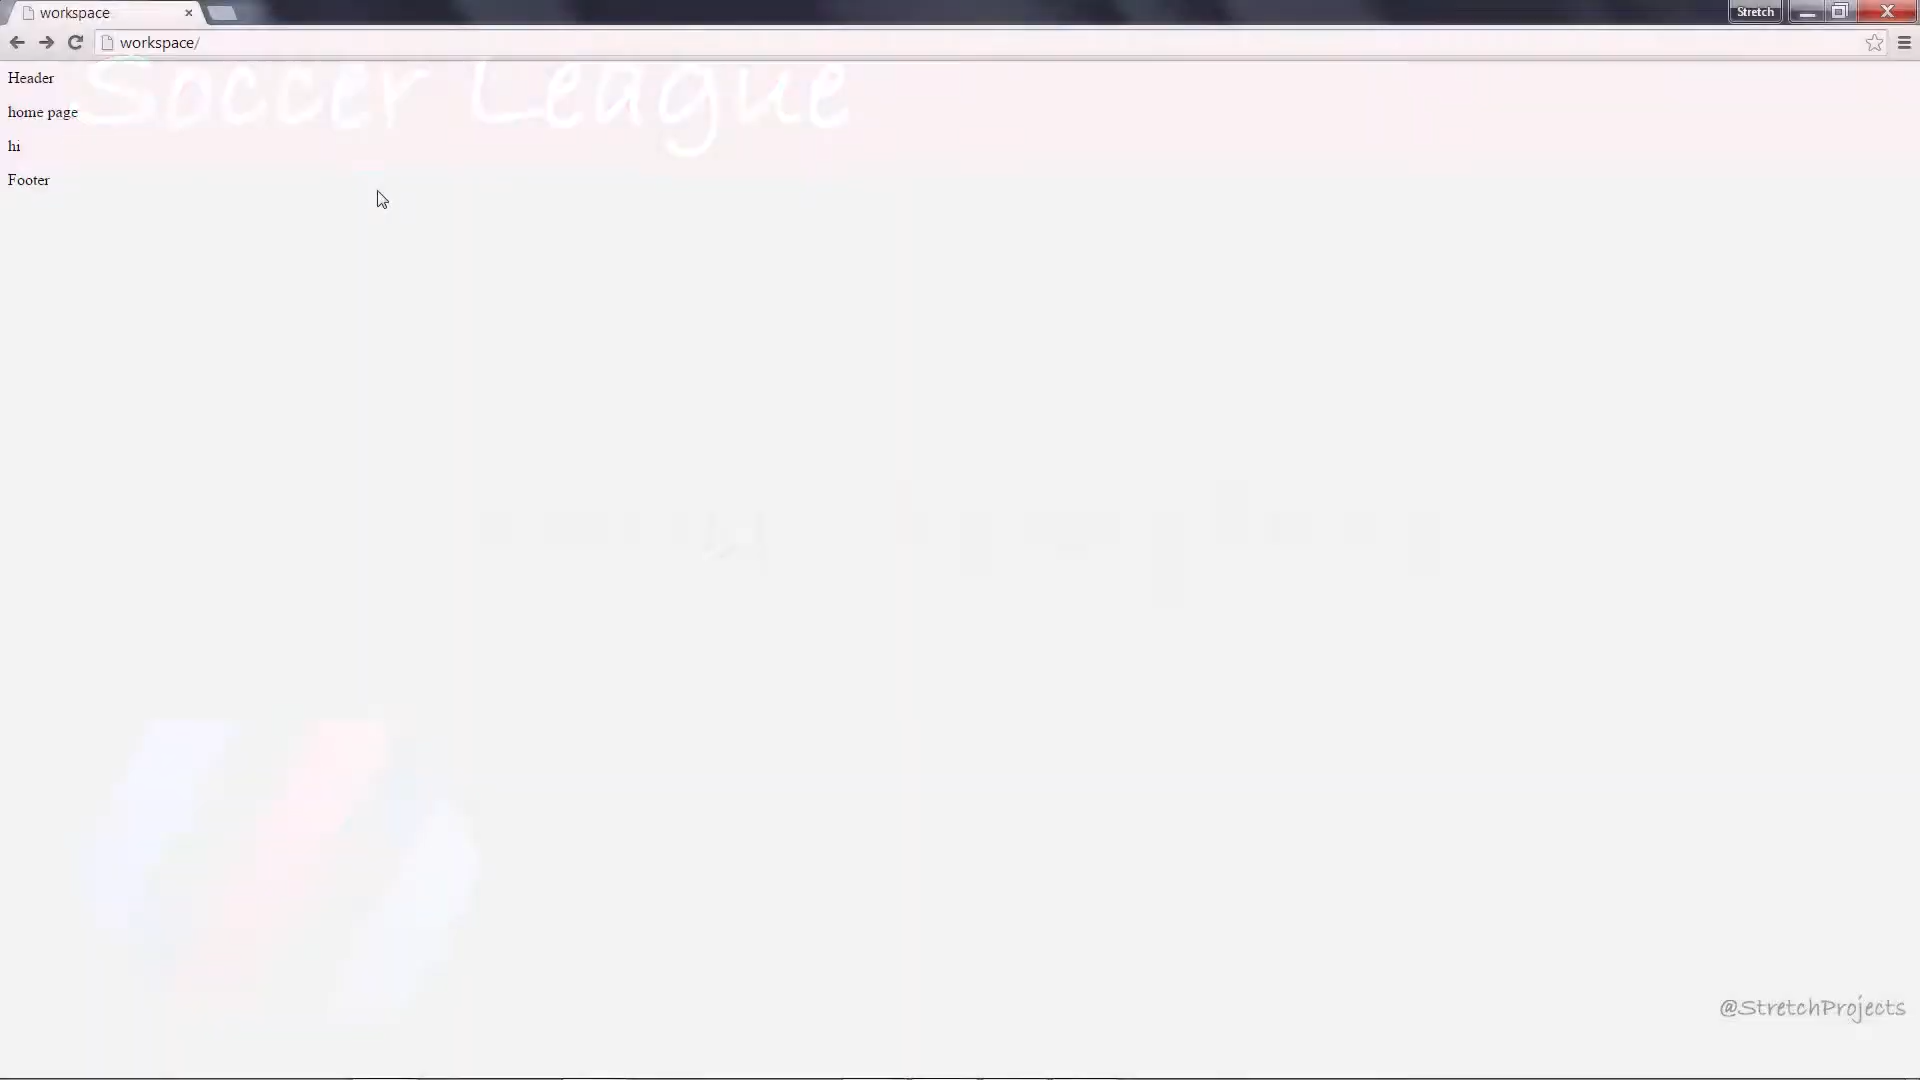 workspace
Stretch
workspace/
Soccer League
Header
home page
hi
Footer
@StretchProjects